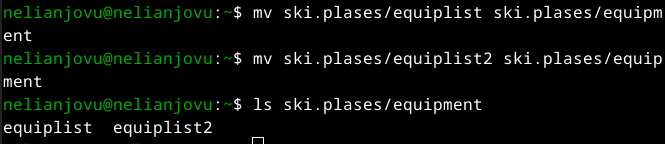 nelianjovu@nelianjovu:~$ mv ski.plases/equiplist ski.plases/equipm
ent
nelianjovu@nelianjovu:~$ mv ski.plases/equiplist2 ski.plases/equip
ment
nelianjovu@nelianjovu:~$ ls ski.plases/equipment
equiplist  equiplist2